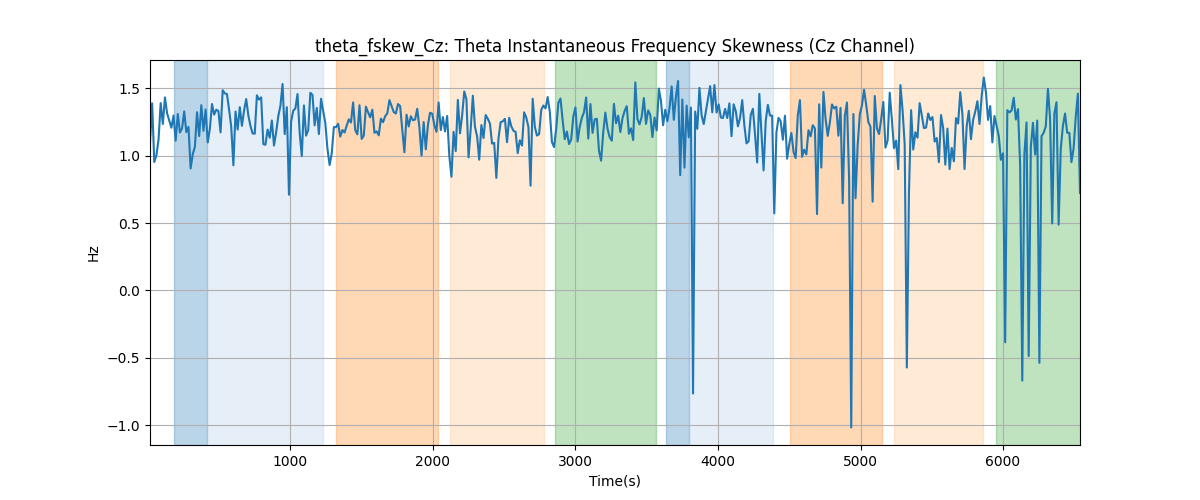 theta_fskew_Cz: Theta Instantaneous Frequency Skewness (Cz Channel)
1.5
1.0
0.5
0.0
−0.5
−1.0
Hz
1000 2000 3000 4000 5000 6000
Time(s)